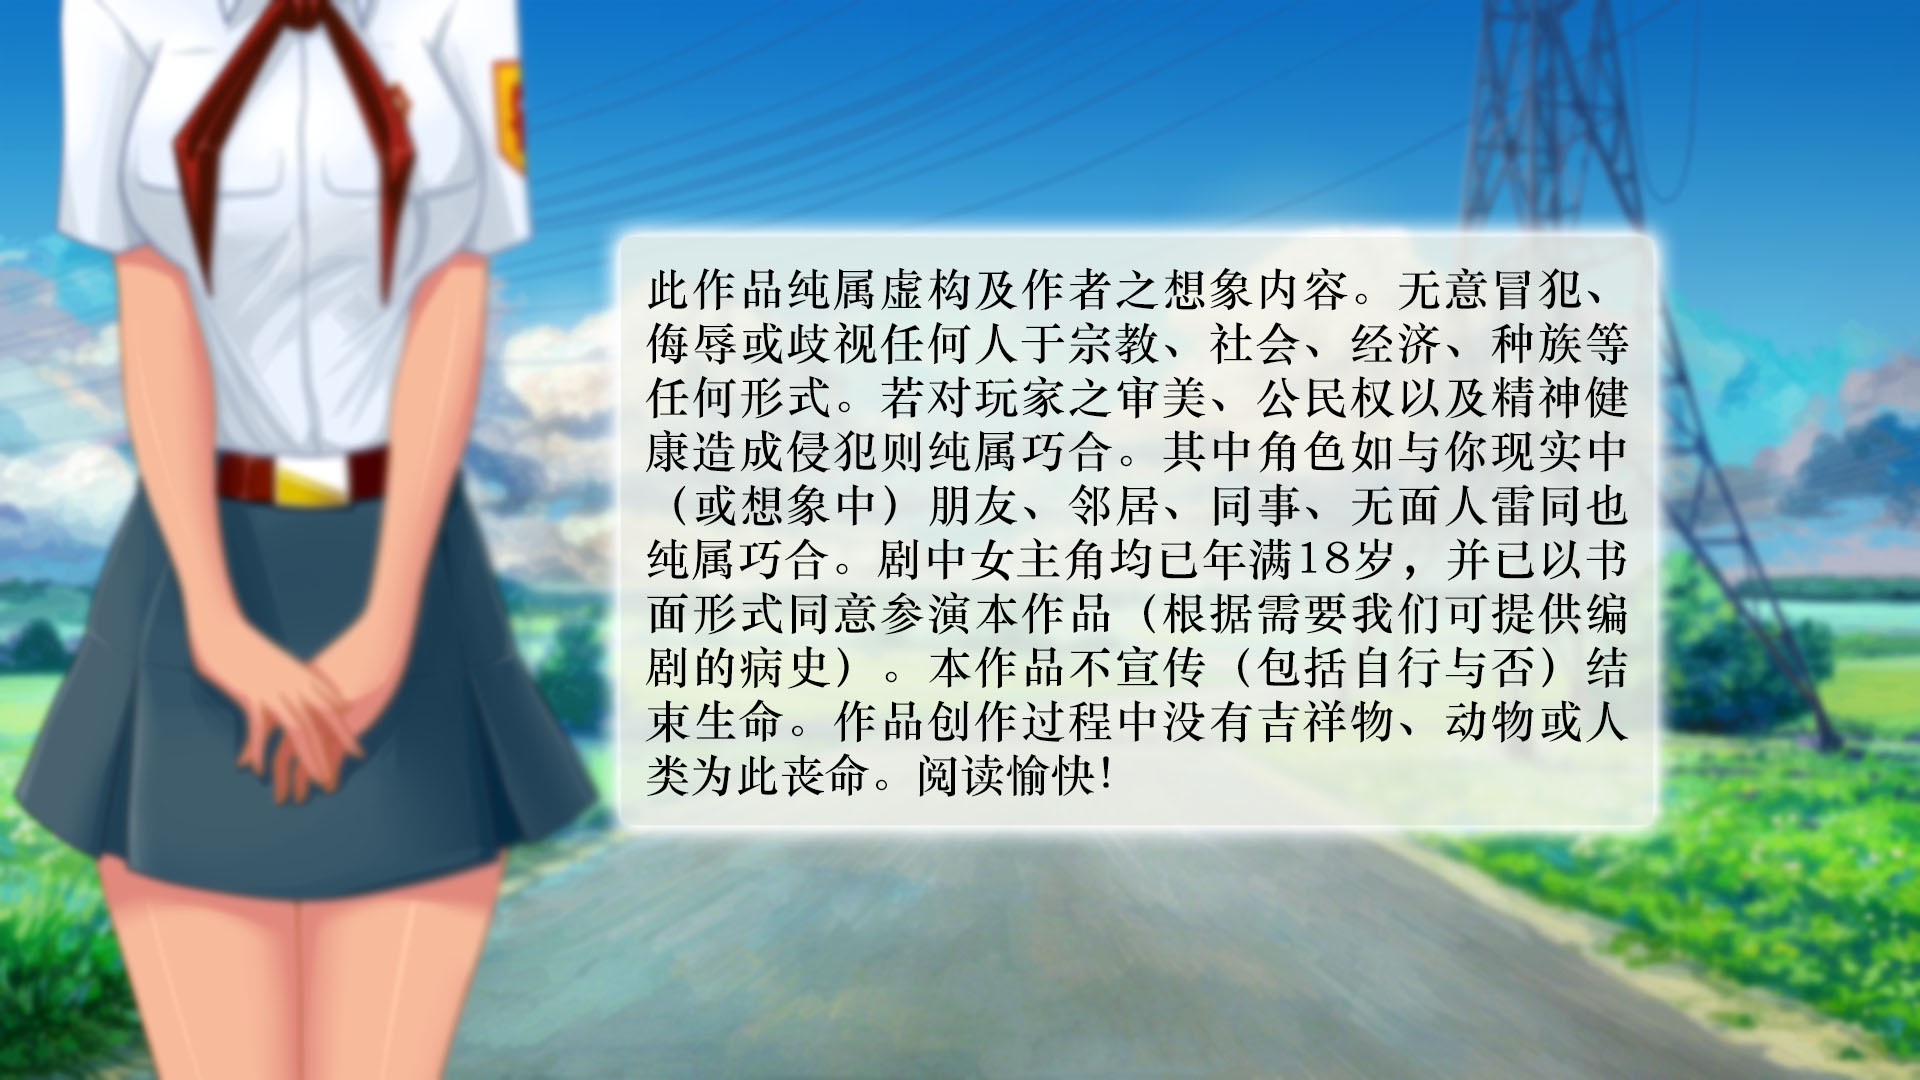 此作品纯属虚构及作者之想象内容。无意冒犯、
侮辱或歧视任何人于宗教、社会、经济、种族等
任何形式。若对玩家之审美、公民权以及精神健
康造成侵犯则纯属巧合。其中角色如与你现实中
（或想象中）朋友、邻居、同事、无面人雷同也
纯属巧合。剧中女主角均已年满18岁，并已以书
面形式同意参演本作品（根据需要我们可提供编
剧的病史）。本作品不宣传（包括自行与否）结
束生命。作品创作过程中没有吉祥物、动物或人
类为此丧命。阅读愉快！